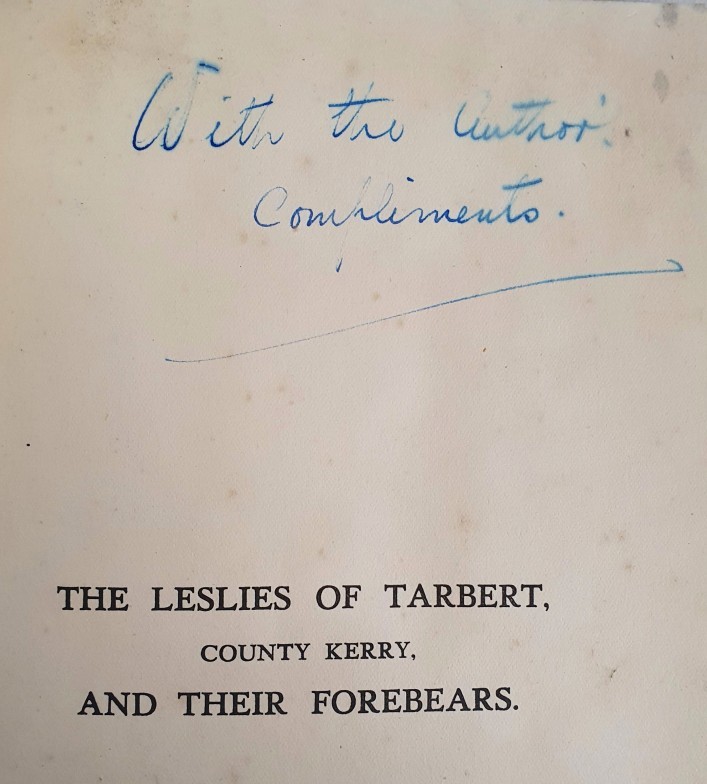 With the Author'.
Compliments.
THE LESLIES OF TARBERT,
COUNTY KERRY,
AND THEIR FOREBEARS.